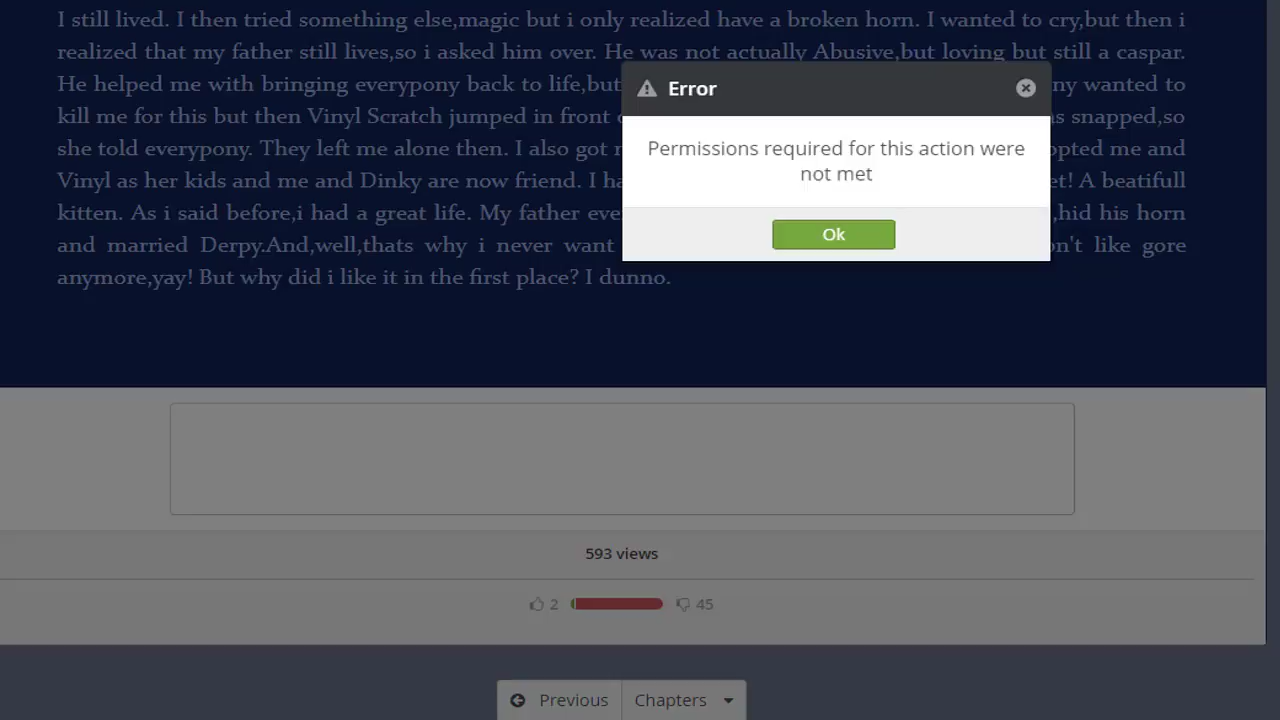 I still lived. I then tried something else,magic but i only realized have a broken horn. I wanted to cry,but then i
realized that my father still lives,so i asked him over. He was not actually Abusive,but loving but still a caspar.
He helped me with bringing everypony back to life,but ny wanted to
kill me for this but then Vinyl Scratch jumped in front s snapped,so
she told everypony. They left me alone then. I also got opted me and
Vinyl as her kids and me and Dinky are now friend. I ha et! A beatifull
kitten. As i said before,i had a great life. My father eve ,hid his horn
and married Derpy.And,well,thats why i never want on't like gore
anymore,yay! But why did i like it in the first place? I dunno.
Error
Permissions required for this action were
not met
Ok
593 views
2 45
Previous Chapters